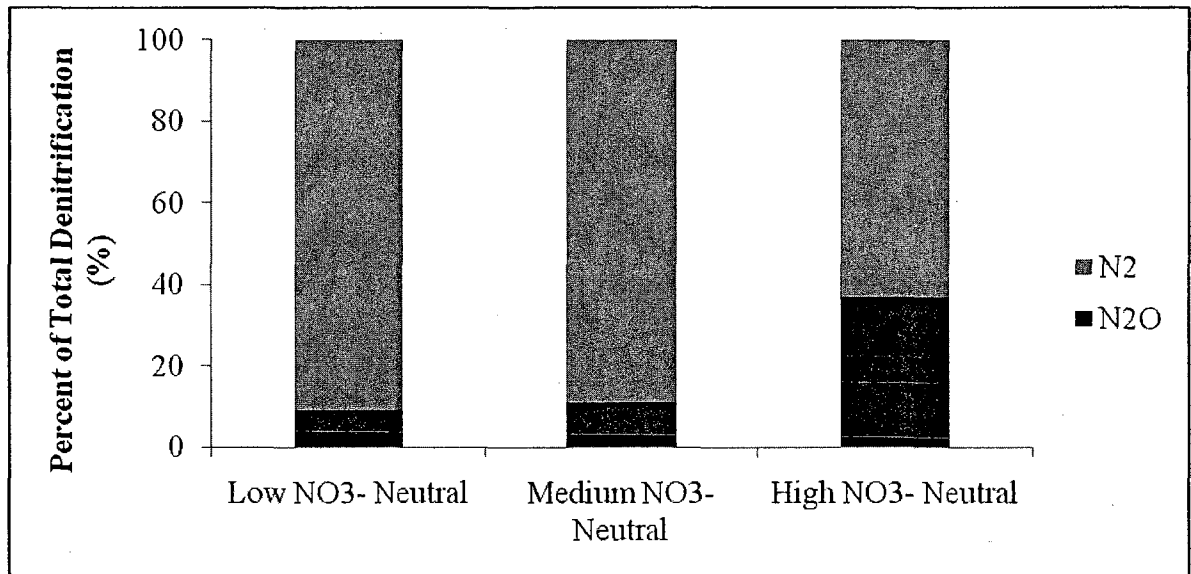 Percent of Total Denitrification
(%)
100
80
60
40
20
0
Low NO3- Neutral
Medium NO3-
Neutral
High NO3- Neutral
N2
N2O